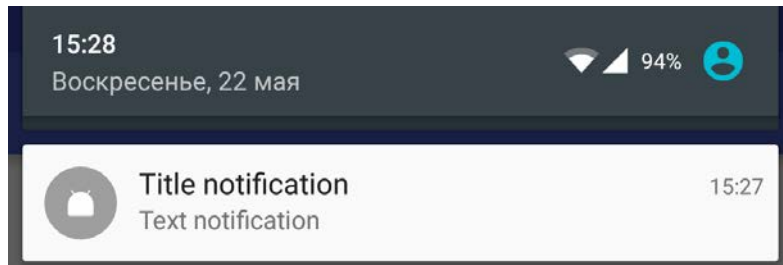 15:28
94%
Воскресенье, 22 мая
Title notification
15:27
Text notification